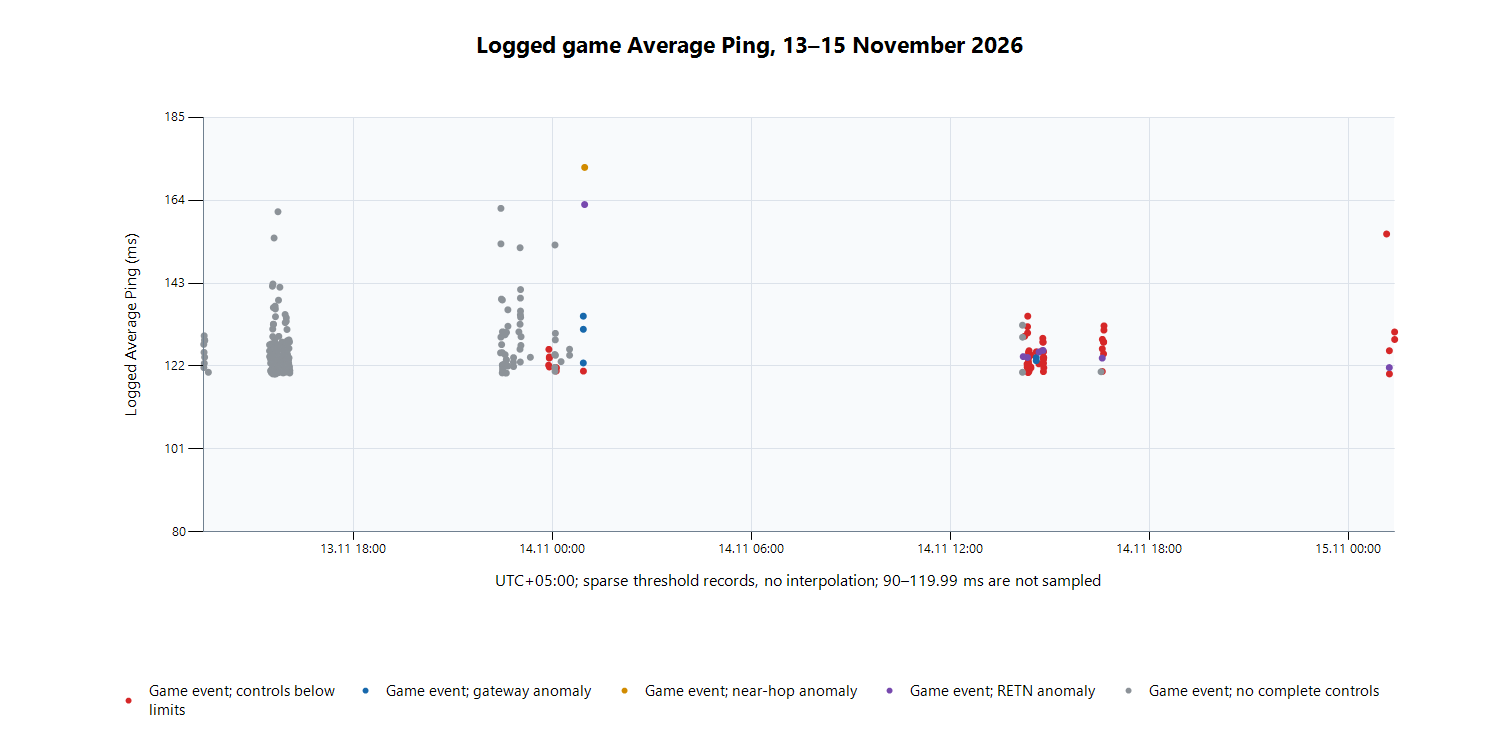 Logged game Average Ping, 13–15 November 2026
185
164
143
122
101
80
Logged Average Ping (ms)
13.11 18:00
14.11 00:00
14.11 06:00
14.11 12:00
14.11 18:00
15.11 00:00
UTC+05:00; sparse threshold records, no interpolation; 90–119.99 ms are not sampled
Game event; controls below
limits
Game event; gateway anomaly
Game event; near-hop anomaly
Game event; RETN anomaly
Game event; no complete controls